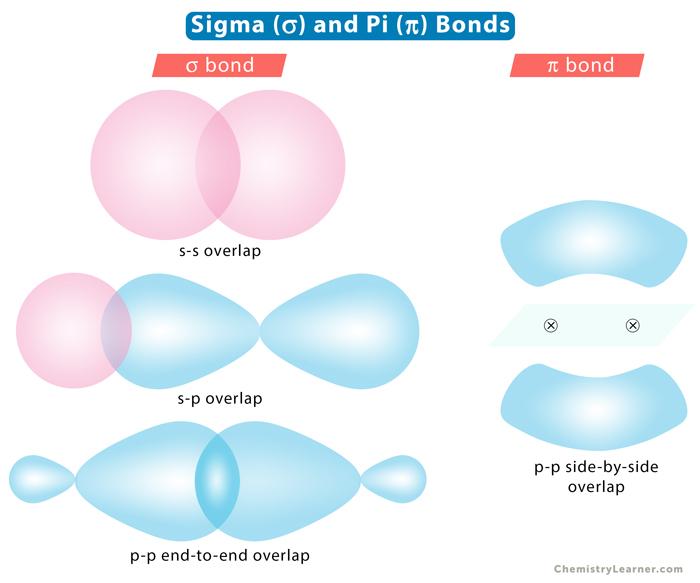 Sigma (σ) and Pi (π) Bonds
σ bond
π bond
s-s overlap
s-p overlap
p-p end-to-end overlap
p-p side-by-side
overlap
ChemistryLearner.com